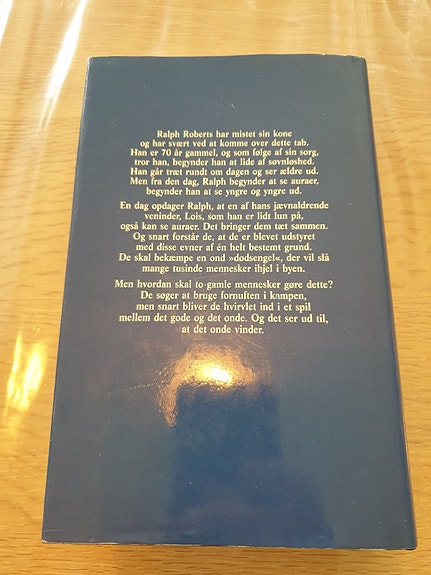 Ralph Roberts har mistet sin kone
og har svært ved at komme over dette tab.
Han er 70 år gammel, og som følge af sin sorg,
tror han, begynder han at lide af søvnløshed.
Han går træt rundt om dagen og ser ældre ud.
Men fra den dag, Ralph begynder at se auraer,
begynder han at se yngre og yngre ud.
En dag opdager Ralph, at en af hans jævnaldrende
veninder, Lois, som han er lidt lun på,
også kan se auraer. Det bringer dem tæt sammen.
Og snart forstår de, at de er blevet udstyret
med disse evner af én helt bestemt grund.
De skal bekæmpe en ond »dødsengel«, der vil slå
mange tusinde mennesker ihjel i byen.
Men hvordan skal to gamle mennesker gøre dette?
De søger at bruge fornuften i kampen,
men snart bliver de hvirvlet ind i et spil
mellem det gode og det onde. Og det ser ud til,
at det onde vinder.